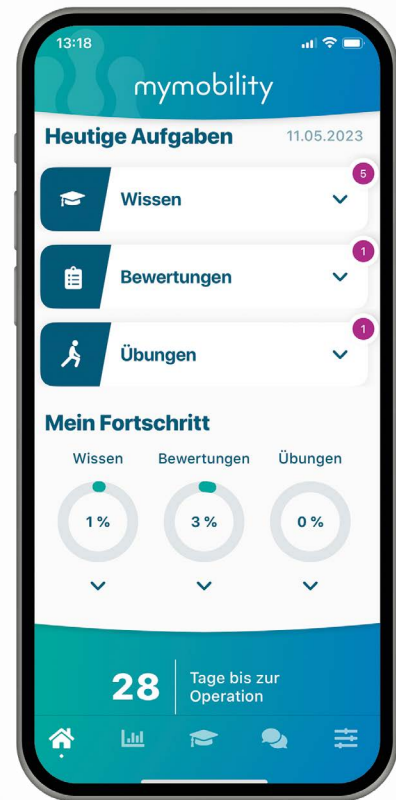 13:18
mymobility
Heutige Aufgaben 11.05.2023
5
Wissen
1
Bewertungen
1
Übungen
Mein Fortschritt
Wissen Bewertungen Übungen
1 % 3 % 0 %
28 Tage bis zur
Operation